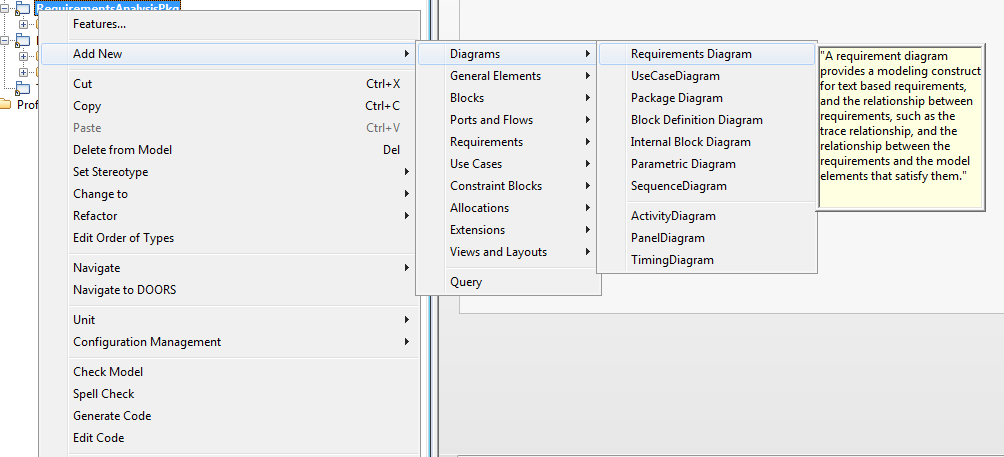 RequirementsAnalysisPkg
Features...
Add New
Cut Ctrl+X
Copy Ctrl+C
Paste Ctrl+V
Delete from Model Del
Set Stereotype
Change to
Refactor
Edit Order of Types
Navigate
Navigate to DOORS
Unit
Configuration Management
Check Model
Spell Check
Generate Code
Edit Code
Prof
Diagrams
General Elements
Blocks
Ports and Flows
Requirements
Use Cases
Constraint Blocks
Allocations
Extensions
Views and Layouts
Query
Requirements Diagram
UseCaseDiagram
Package Diagram
Block Definition Diagram
Internal Block Diagram
Parametric Diagram
SequenceDiagram
ActivityDiagram
PanelDiagram
TimingDiagram
"A requirement diagram
provides a modeling construct
for text based requirements,
and the relationship between
requirements, such as the
trace relationship, and the
relationship between the
requirements and the model
elements that satisfy them."